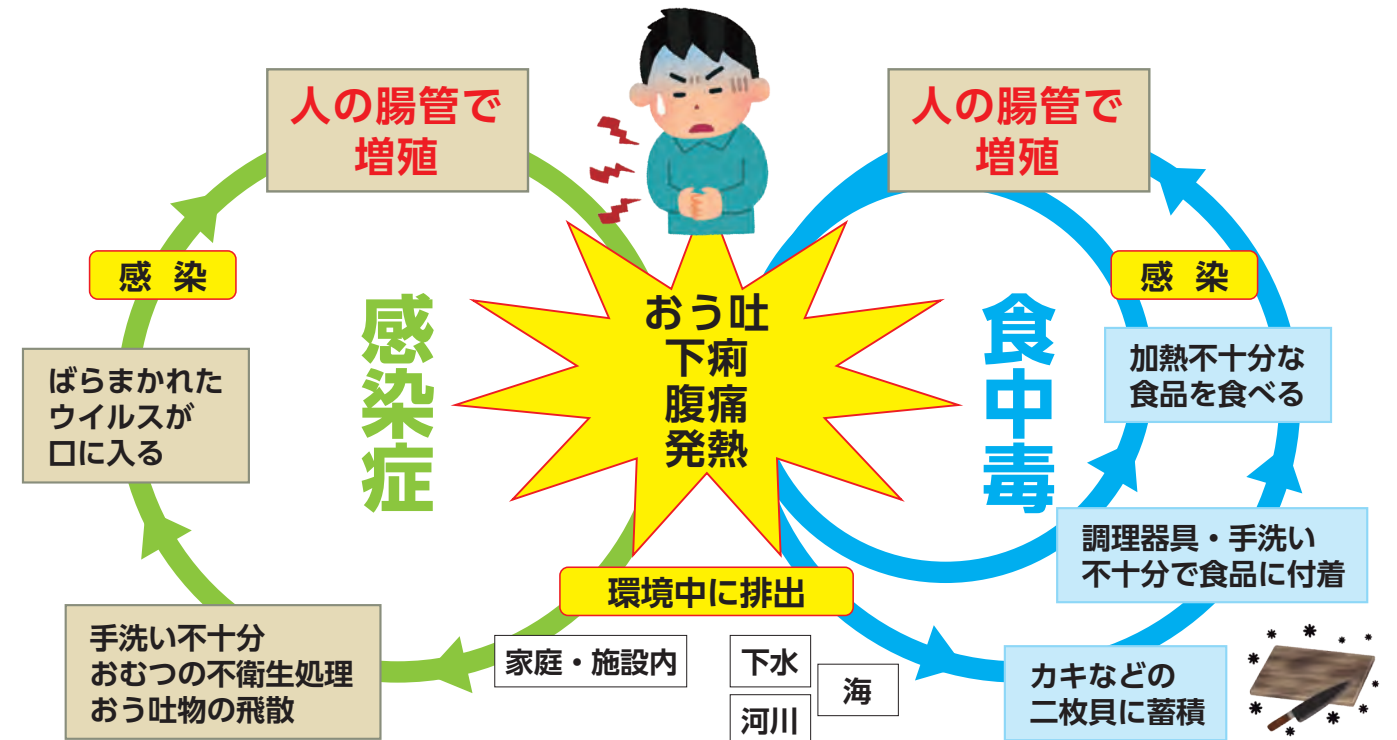 人の腸管で
増殖
感 染
ばらまかれた
ウイルスが
口に入る
手洗い不十分
おむつの不衛生処理
おう吐物の飛散
感染症
おう吐
下痢
腹痛
発熱
環境中に排出
家庭・施設内
下水
海
河川
食中毒
人の腸管で
増殖
感 染
加熱不十分な
食品を食べる
調理器具・手洗い
不十分で食品に付着
カキなどの
二枚貝に蓄積